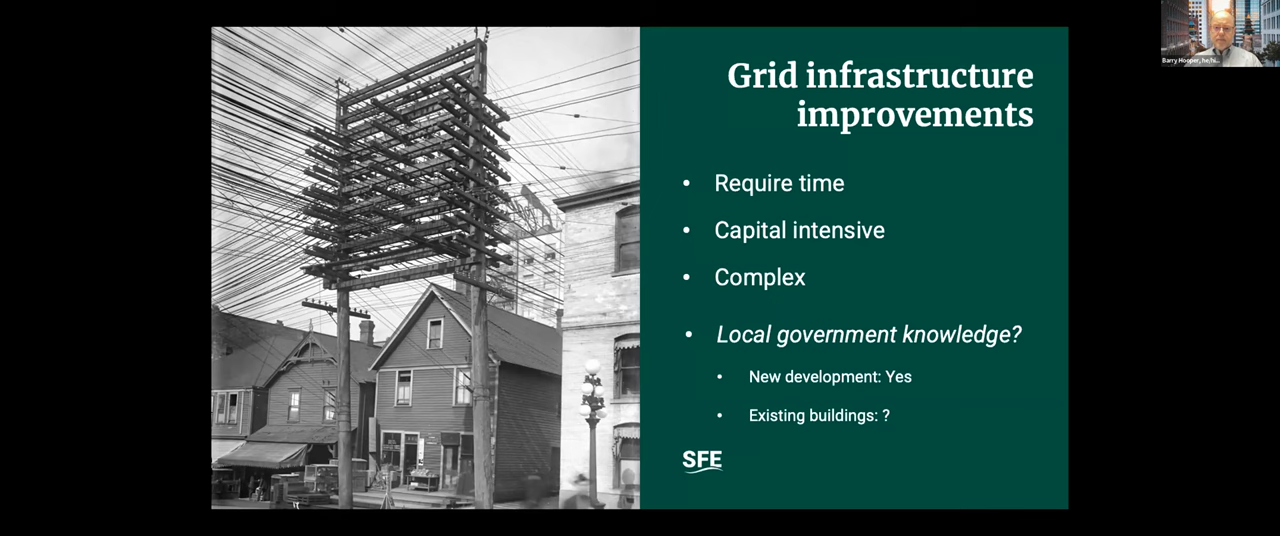 Grid infrastructure
improvements
• Require time
• Capital intensive
• Complex
• Local government knowledge?
• New development: Yes
• Existing buildings: ?
SFE
Barry Hooper, he/hi...